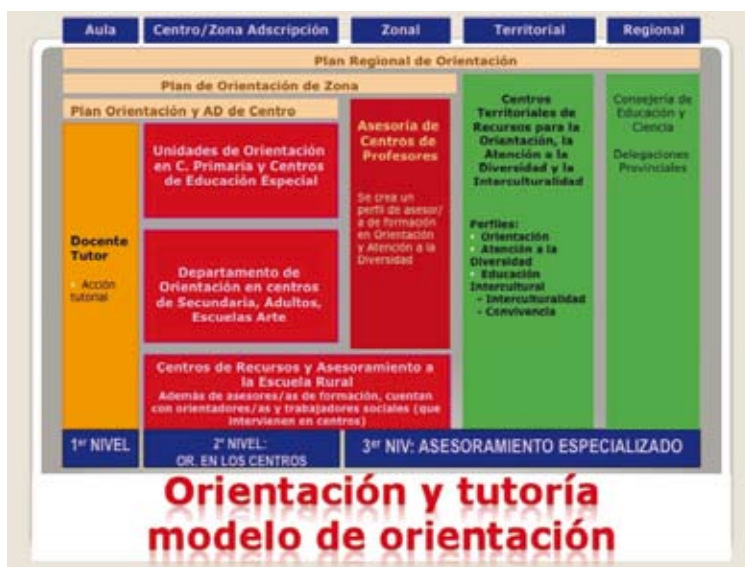 Aula
Centro/Zona Adscripción
Zonal
Territorial
Regional
Plan Regional de Orientación
Plan de Orientación de Zona
Plan Orientación y AD de Centro
Docente
Tutor
• Acción
tutorial
Unidades de Orientación
en C. Primaria y Centros
de Educación Especial
Departamento de
Orientación en centros
de Secundaria, Adultos,
Escuelas Arte
Centros de Recursos y Asesoramiento a
la Escuela Rural
Además de asesores/as de formación, cuentan
con orientadores/as y trabajadores sociales (que
intervienen en centros)
Asesoría de
Centros de
Profesores
Se crea un
perfil de asesor/
a de formación
en Orientación
y Atención a la
Diversidad
Centros
Territoriales de
Recursos para la
Orientación, la
Atención a la
Diversidad y la
Interculturalidad
Perfiles:
• Orientación
• Atención a la
Diversidad
• Educación
Intercultural
- Interculturalidad
- Convivencia
Consejería de
Educación y
Ciencia
Delegaciones
Provinciales
1er NIVEL
2º NIVEL:
OR. EN LOS CENTROS
3er NIV: ASESORAMIENTO ESPECIALIZADO
Orientación y tutoría
modelo de orientación